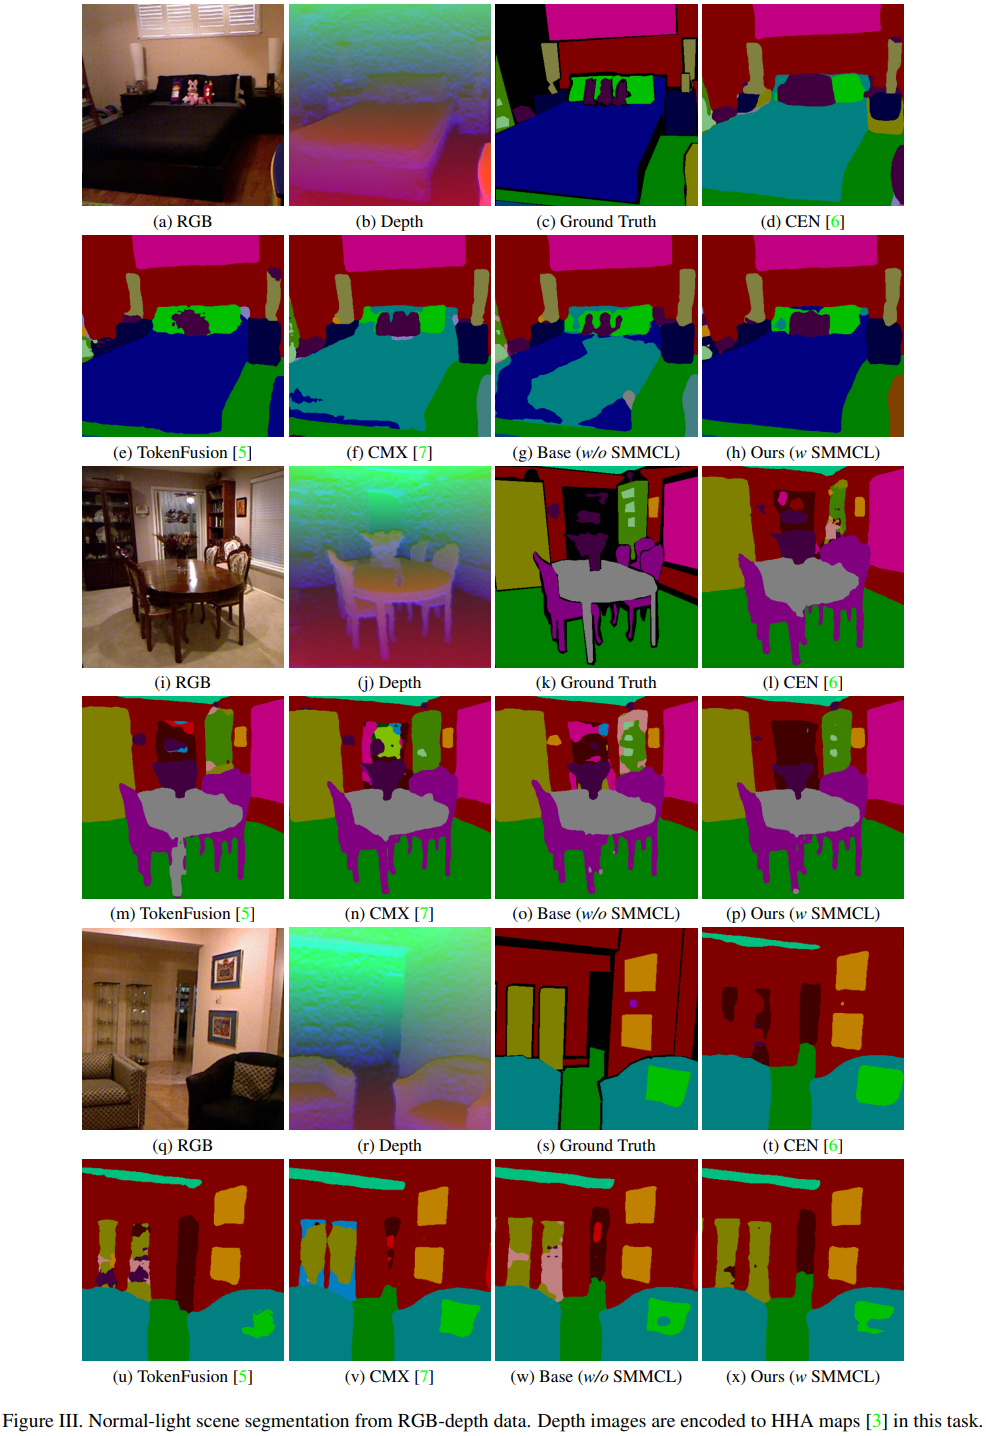 (a) RGB
(b) Depth
(c) Ground Truth
(d) CEN [6]
(e) TokenFusion [5]
(f) CMX [7]
(g) Base (w/o SMMCL)
(h) Ours (w SMMCL)
(i) RGB
(j) Depth
(k) Ground Truth
(l) CEN [6]
(m) TokenFusion [5]
(n) CMX [7]
(o) Base (w/o SMMCL)
(p) Ours (w SMMCL)
(q) RGB
(r) Depth
(s) Ground Truth
(t) CEN [6]
(u) TokenFusion [5]
(v) CMX [7]
(w) Base (w/o SMMCL)
(x) Ours (w SMMCL)
Figure III. Normal-light scene segmentation from RGB-depth data. Depth images are encoded to HHA maps [3] in this task.